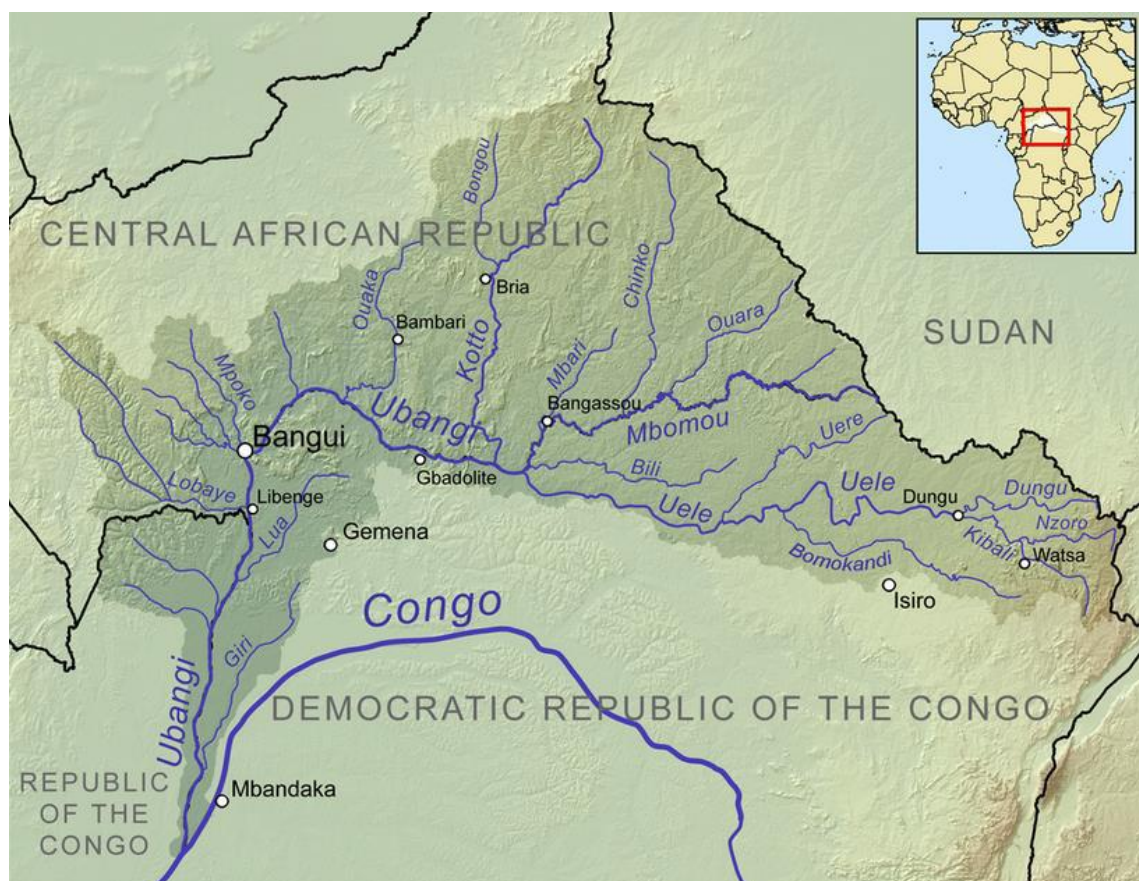 Bongou
CENTRAL AFRICAN REPUBLIC
Chinko
Ouaka
Bria
Ouara
Bambari
Kotto
SUDAN
Mpoko
Mbari
Ubangi
Bangassou
Mbomou
Uere
Bangui
Gbadolite
Bili
Lobaye
Libenge
Uele
Uele
Dungu
Dungu
Nzoro
Lua
Gemena
Kibali
Watsa
Bomokandi
Isiro
Congo
Giri
Ubangi
DEMOCRATIC REPUBLIC OF THE CONGO
REPUBLIC
OF THE
CONGO
Mbandaka